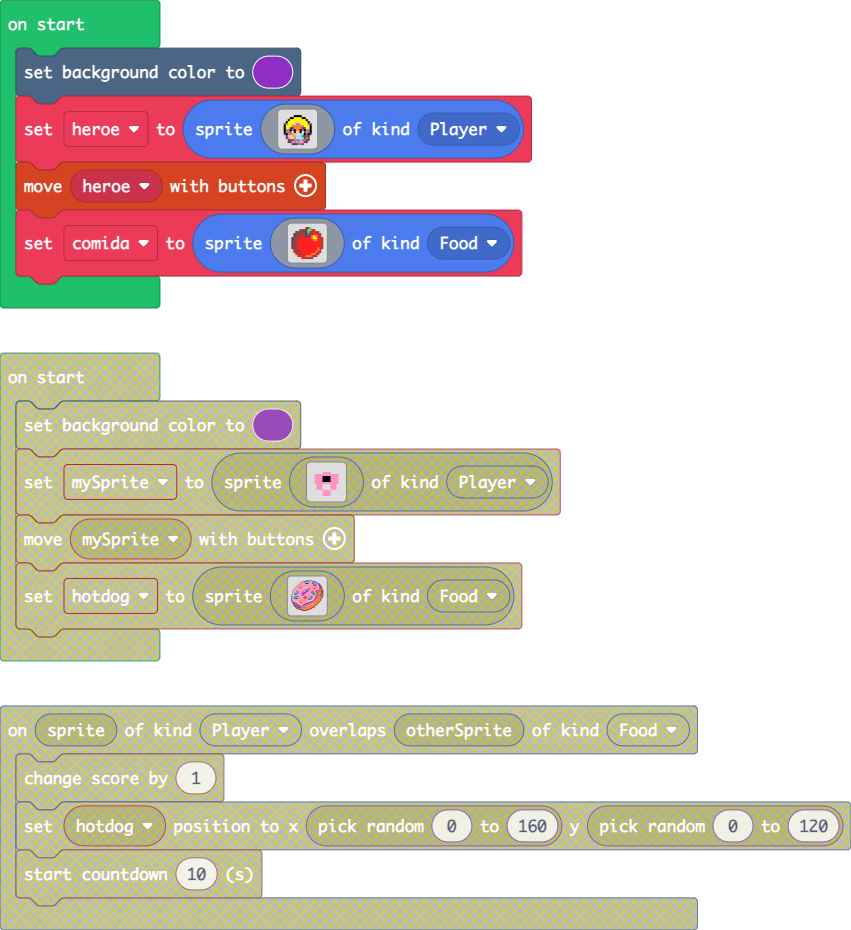 on start
set background color to
set heroe to sprite of kind Player
move heroe with buttons
set comida to sprite of kind Food
on start
set background color to
set mySprite to sprite of kind Player
move mySprite with buttons
set hotdog to sprite of kind Food
on sprite of kind Player overlaps otherSprite of kind Food
change score by 1
set hotdog position to x pick random 0 to 160 y pick random 0 to 120
start countdown 10 (s)